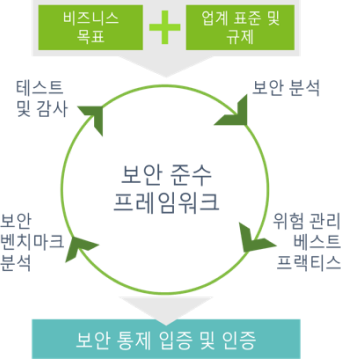 비즈니스
목표
업계 표준 및
규제
테스트
및 감사
보안 분석
보안 준수
프레임워크
보안
벤치마크
분석
위험 관리
베스트
프랙티스
보안 통제 입증 및 인증